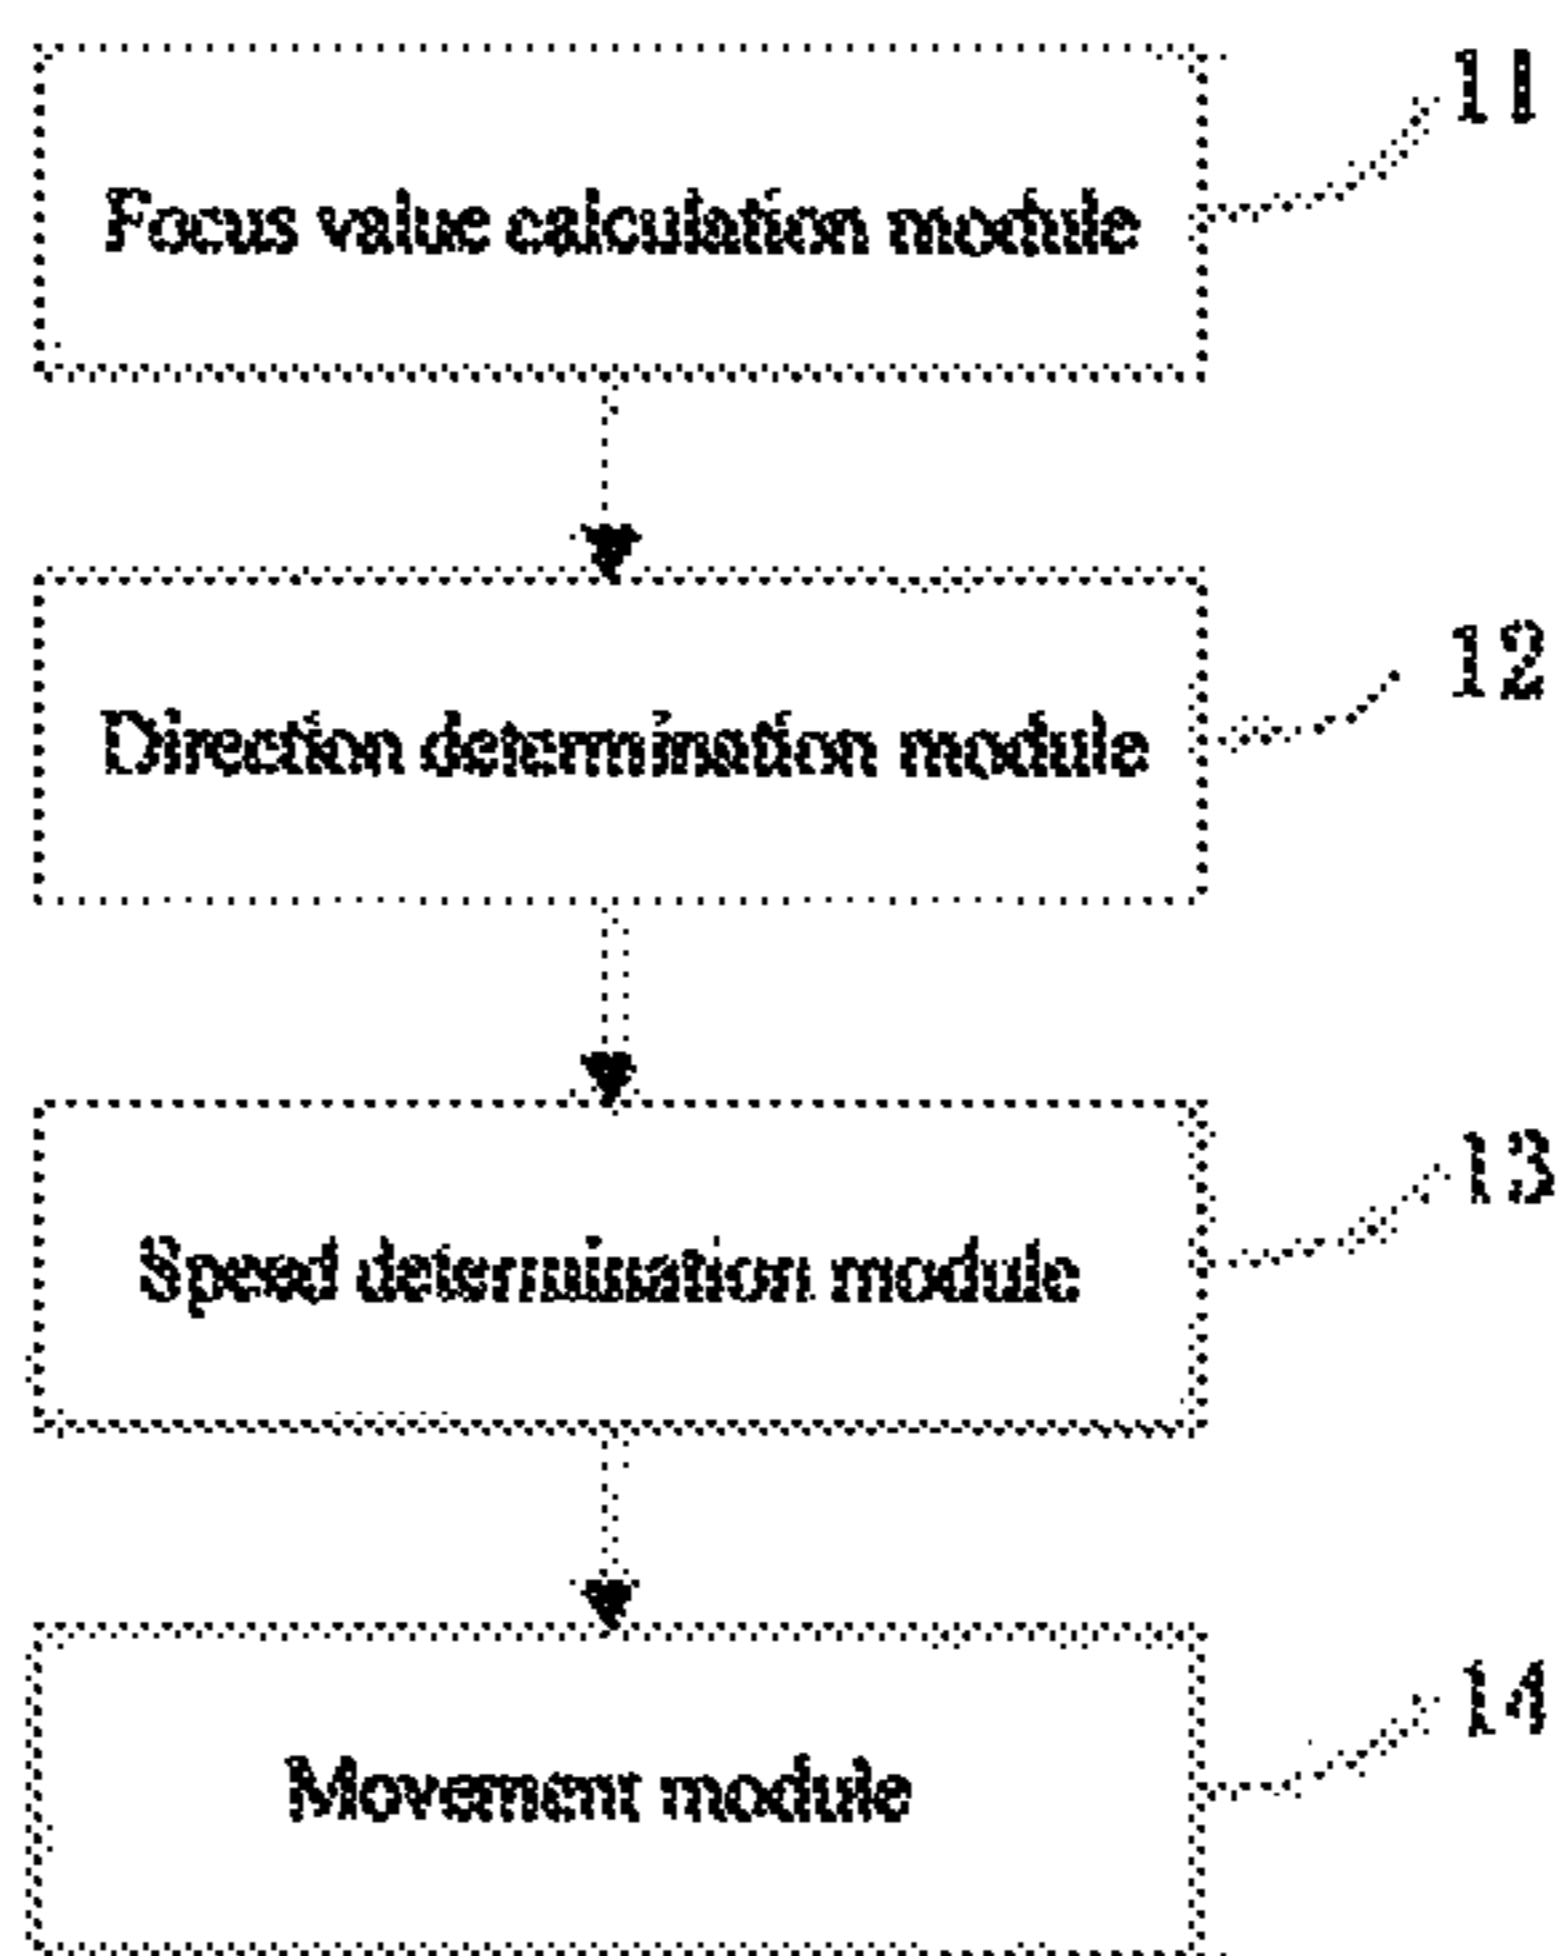 11
Focus value calculation module
12
Direction determination module
13
Speed determination module
14
Movement module